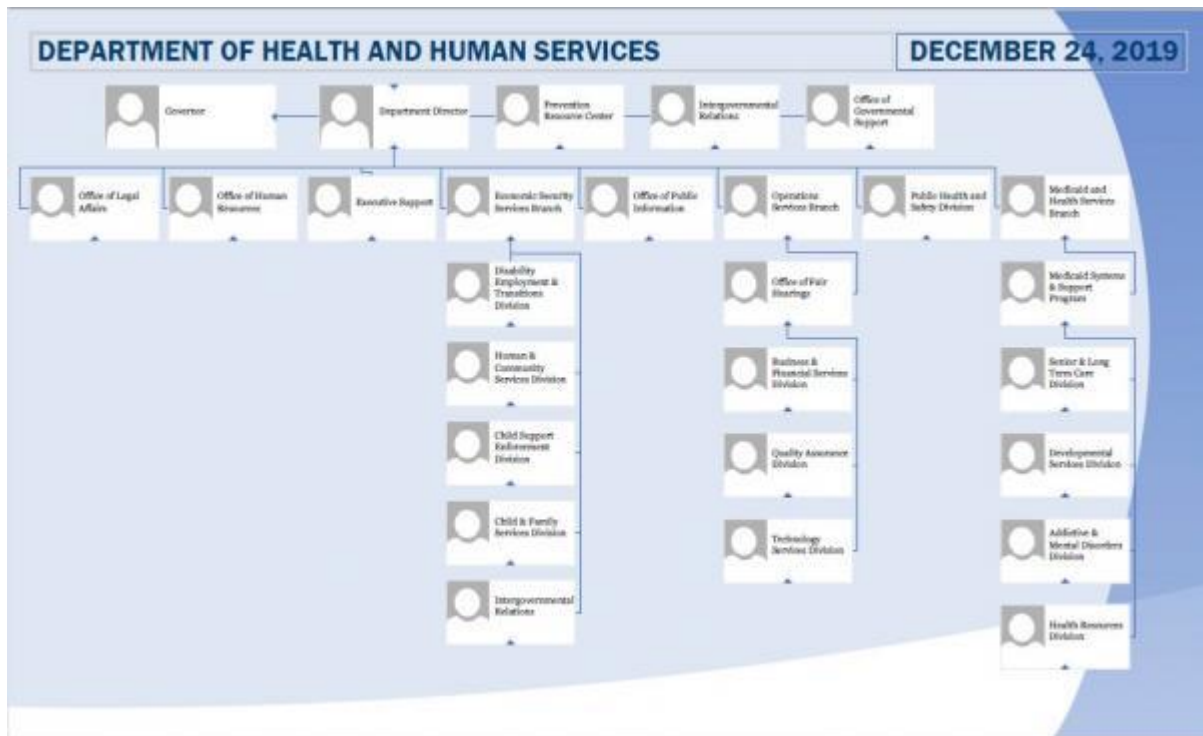 DEPARTMENT OF HEALTH AND HUMAN SERVICES
DECEMBER 24, 2019
Governor
Department Director
Prevention
Resource Center
Intergovernmental
Relations
Office of
Governmental
Support
Office of Legal
Affairs
Office of Human
Resources
Executive Support
Economic Security
Services Branch
Office of Public
Information
Operations
Services Branch
Public Health and
Safety Division
Medicaid and
Health Services
Branch
Disability
Employment &
Transitions
Division
Human &
Community
Services Division
Child Support
Enforcement
Division
Child & Family
Services Division
Intergovernmental
Relations
Office of Fair
Hearings
Business &
Financial Services
Division
Quality Assurance
Division
Technology
Services Division
Medicaid Systems
& Support
Program
Senior & Long
Term Care
Division
Developmental
Services Division
Addictive &
Mental Disorders
Division
Health Resources
Division